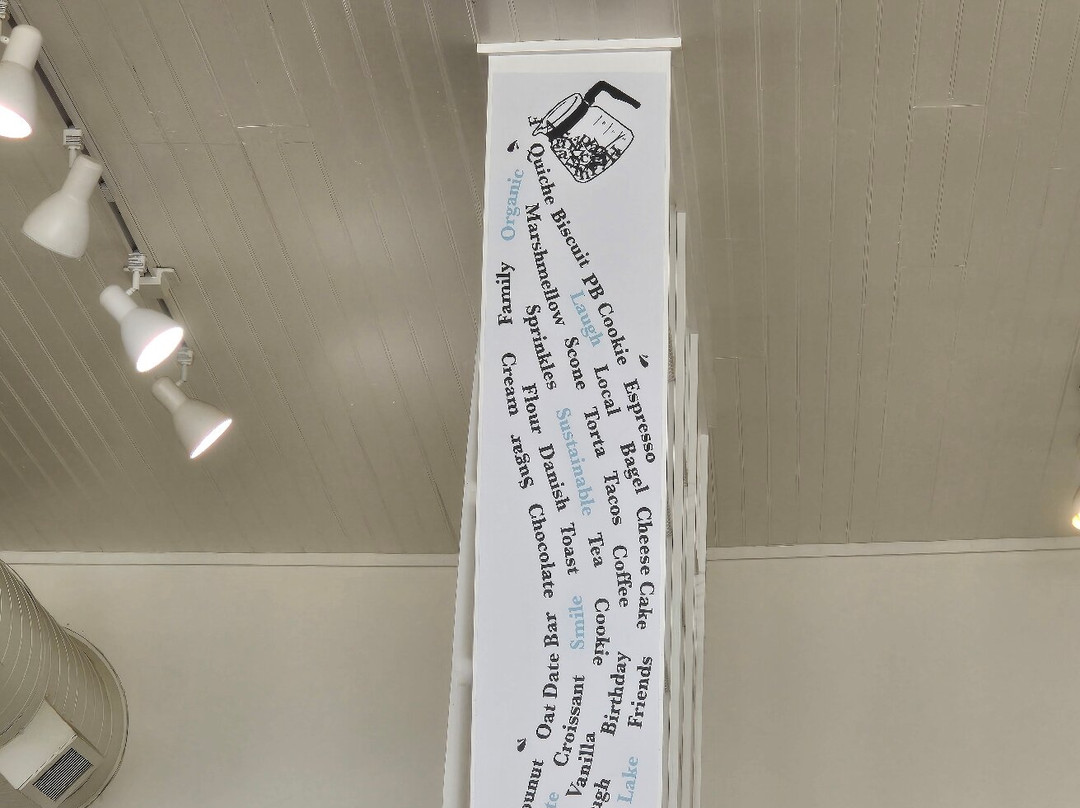 Quiche Biscuit PB Cookie Espresso
Organic Marshmellow Laugh Local Bagel Cheese Cake
Family Sprinkles Scone Torta Tacos Coffee
Cream Flour Sustainable Tea Cookie Birthday Friends
Sugar Danish Toast Smile
Chocolate
Oat Date Bar Croissant Vanilla Lake